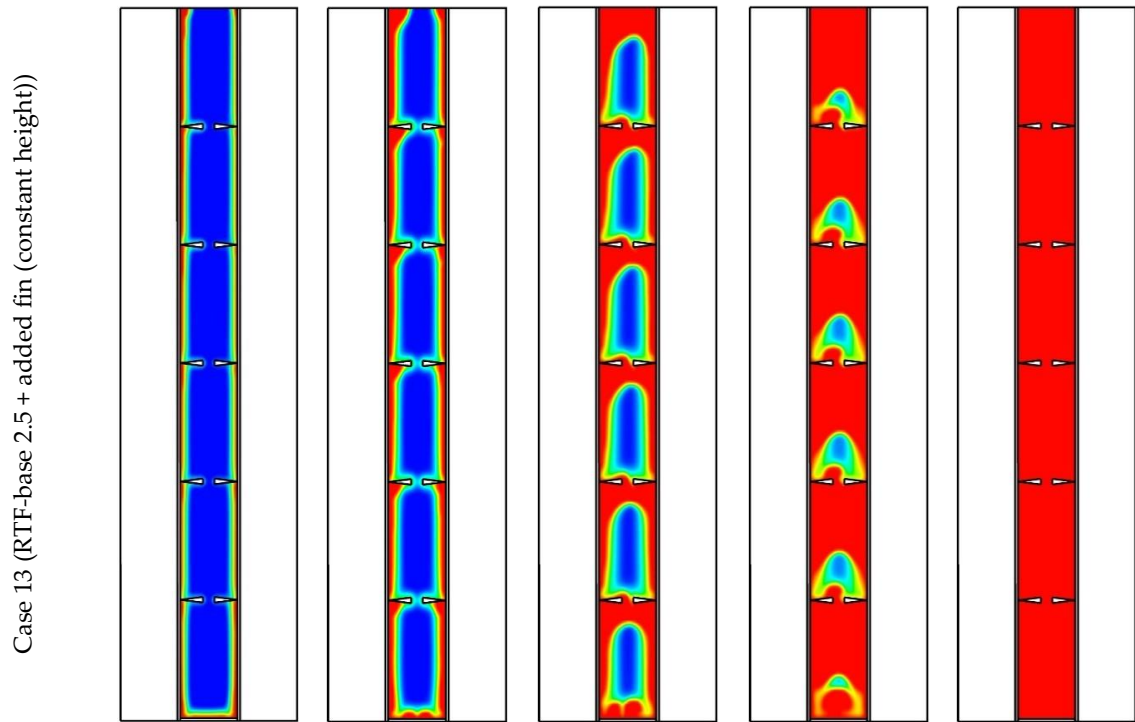 Case 13 (RTF-base 2.5 + added fin (constant height))